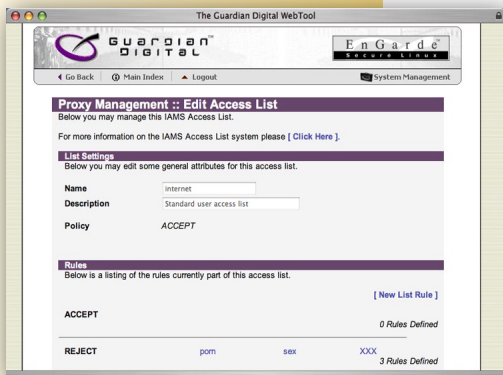 The Guardian Digital WebTool
Guardian™
Digital
EnGarde™
Secure Linux
Go Back Main Index Logout System Management
Proxy Management :: Edit Access List
Below you may manage this IAMS Access List.
For more information on the IAMS Access List system please [ Click Here ].
List Settings
Below you may edit some general attributes for this access list.
Name internet
Description Standard user access list
Policy ACCEPT
Rules
Below is a listing of the rules currently part of this access list.
[ New List Rule ]
ACCEPT
0 Rules Defined
REJECT porn sex XXX
3 Rules Defined